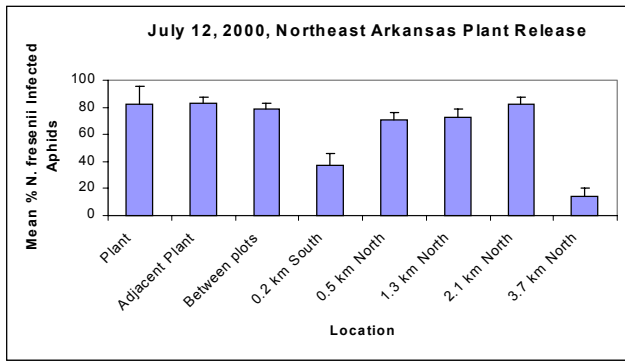 July 12, 2000, Northeast Arkansas Plant Release
Mean % N. fresenii Infected
Aphids
100
80
60
40
20
0
Plant
Adjacent Plant
Between plots
0.2 km South
0.5 km North
1.3 km North
2.1 km North
3.7 km North
Location